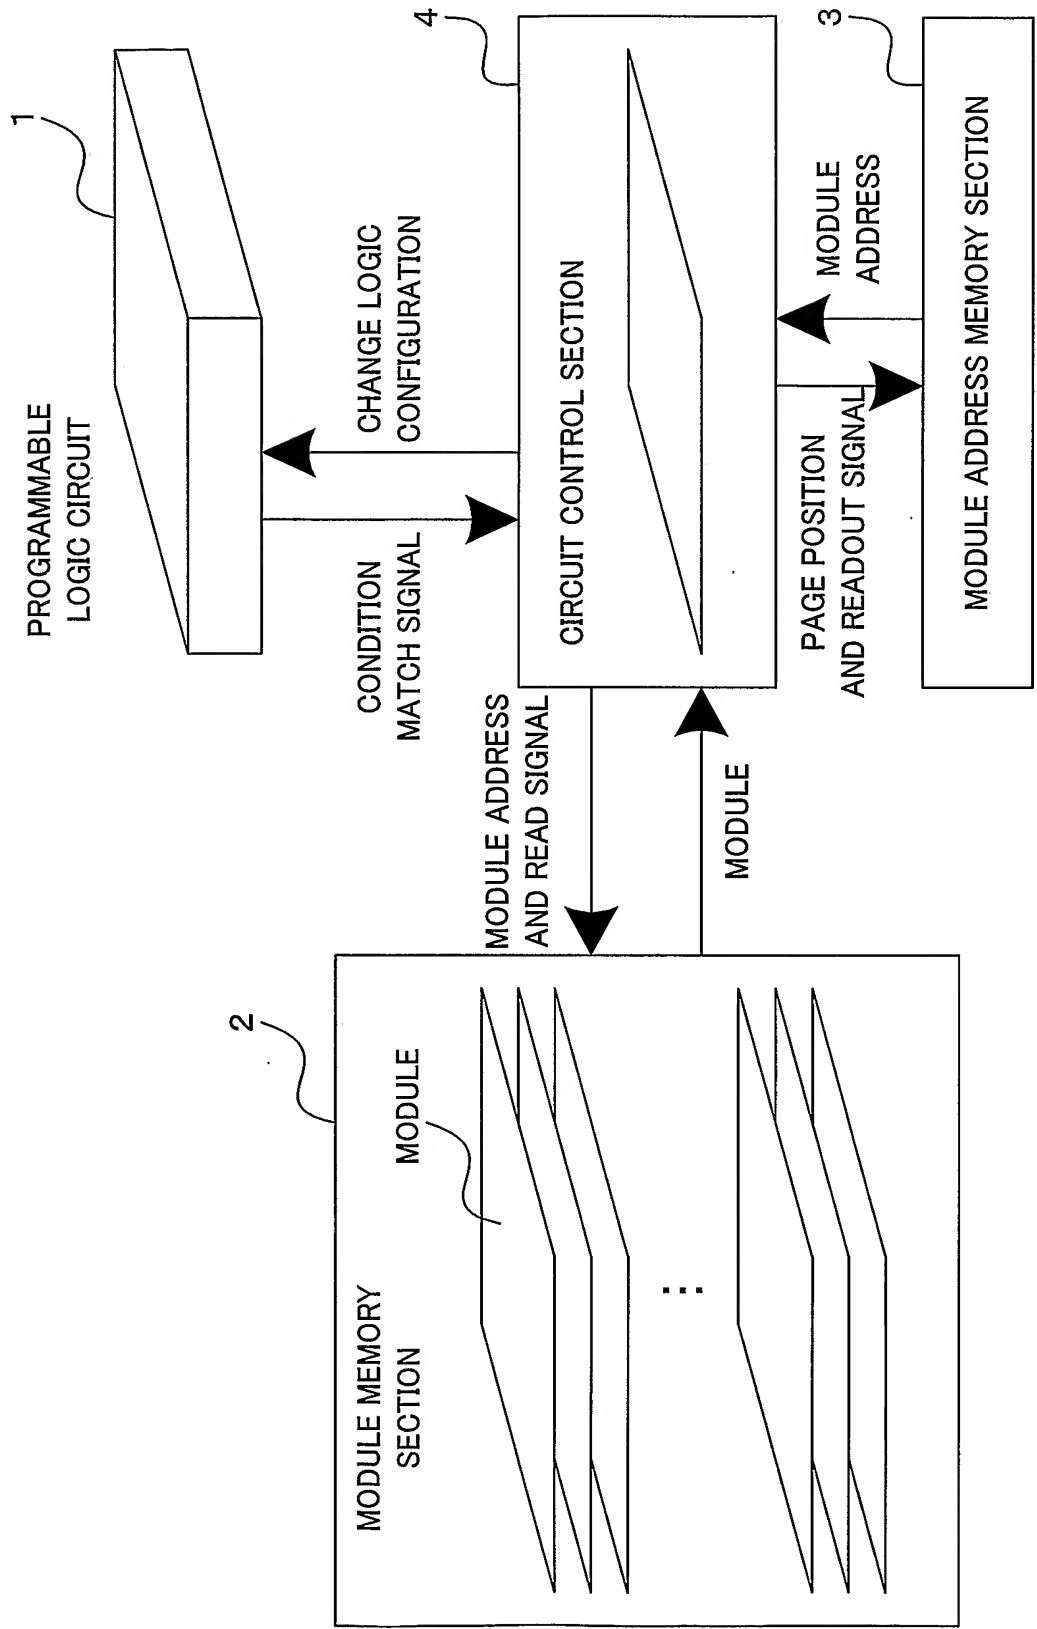 PROGRAMMABLE
LOGIC CIRCUIT
1
CONDITION
MATCH SIGNAL
CHANGE LOGIC
CONFIGURATION
4
CIRCUIT CONTROL SECTION
MODULE ADDRESS
AND READ SIGNAL
MODULE
2
MODULE MEMORY
SECTION
MODULE
...
PAGE POSITION
AND READOUT SIGNAL
MODULE
ADDRESS
3
MODULE ADDRESS MEMORY SECTION